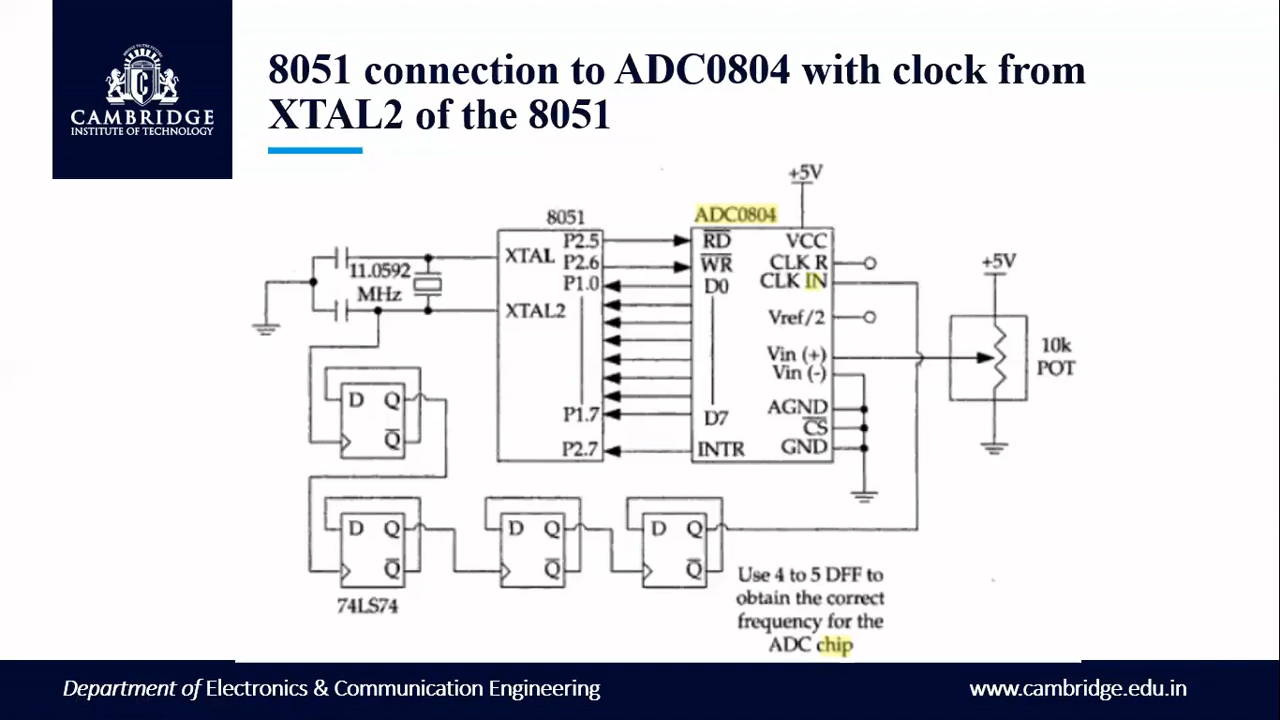 CAMBRIDGE
INSTITUTE OF TECHNOLOGY
8051 connection to ADC0804 with clock from
XTAL2 of the 8051
+5V
8051
ADC0804
XTAL
XTAL2
11.0592
MHz
P2.5
P2.6
P1.0
P1.7
P2.7
RD
WR
D0
D7
INTR
VCC
CLK R
CLK IN
Vref/2
Vin (+)
Vin (-)
AGND
CS
GND
+5V
10k
POT
D Q
Q
D Q
Q
74LS74
D Q
Q
D Q
Q
Use 4 to 5 DFF to
obtain the correct
frequency for the
ADC chip
Department of Electronics & Communication Engineering
www.cambridge.edu.in